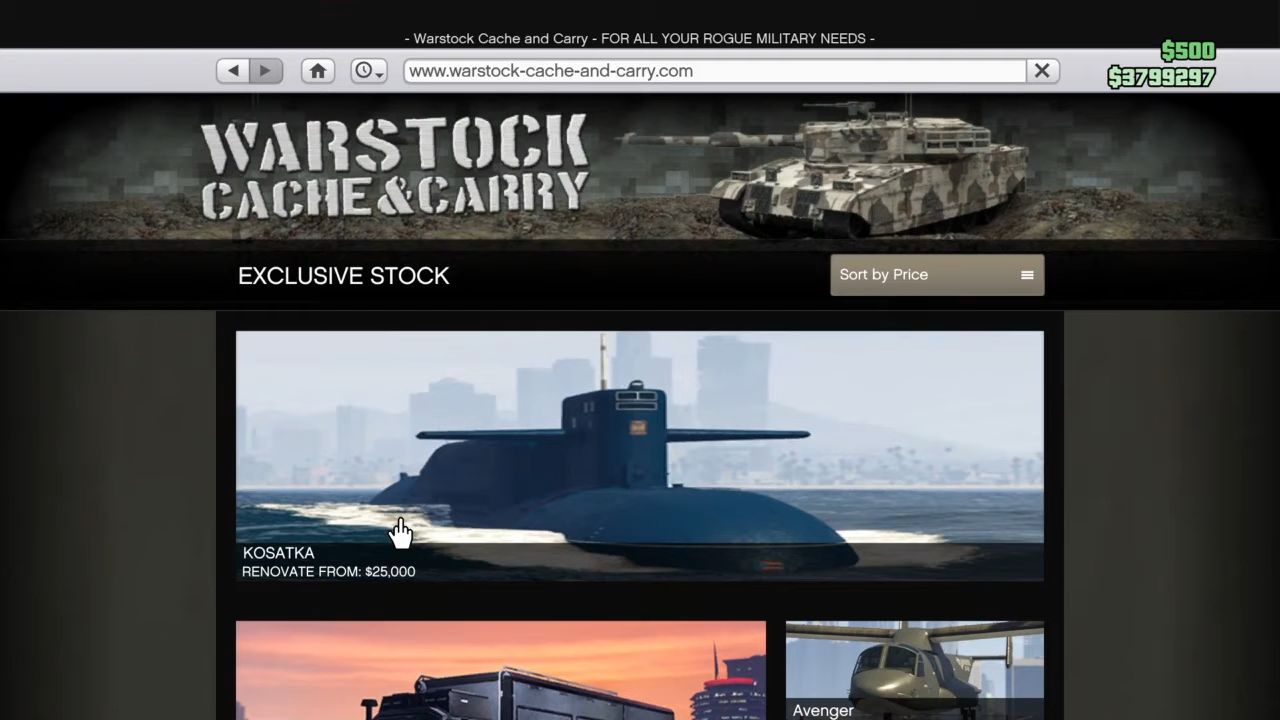 - Warstock Cache and Carry - FOR ALL YOUR ROGUE MILITARY NEEDS -
$500
www.warstock-cache-and-carry.com
$3799297
WARSTOCK
CACHE&CARRY
EXCLUSIVE STOCK
Sort by Price
KOSATKA
RENOVATE FROM: $25,000
Avenger